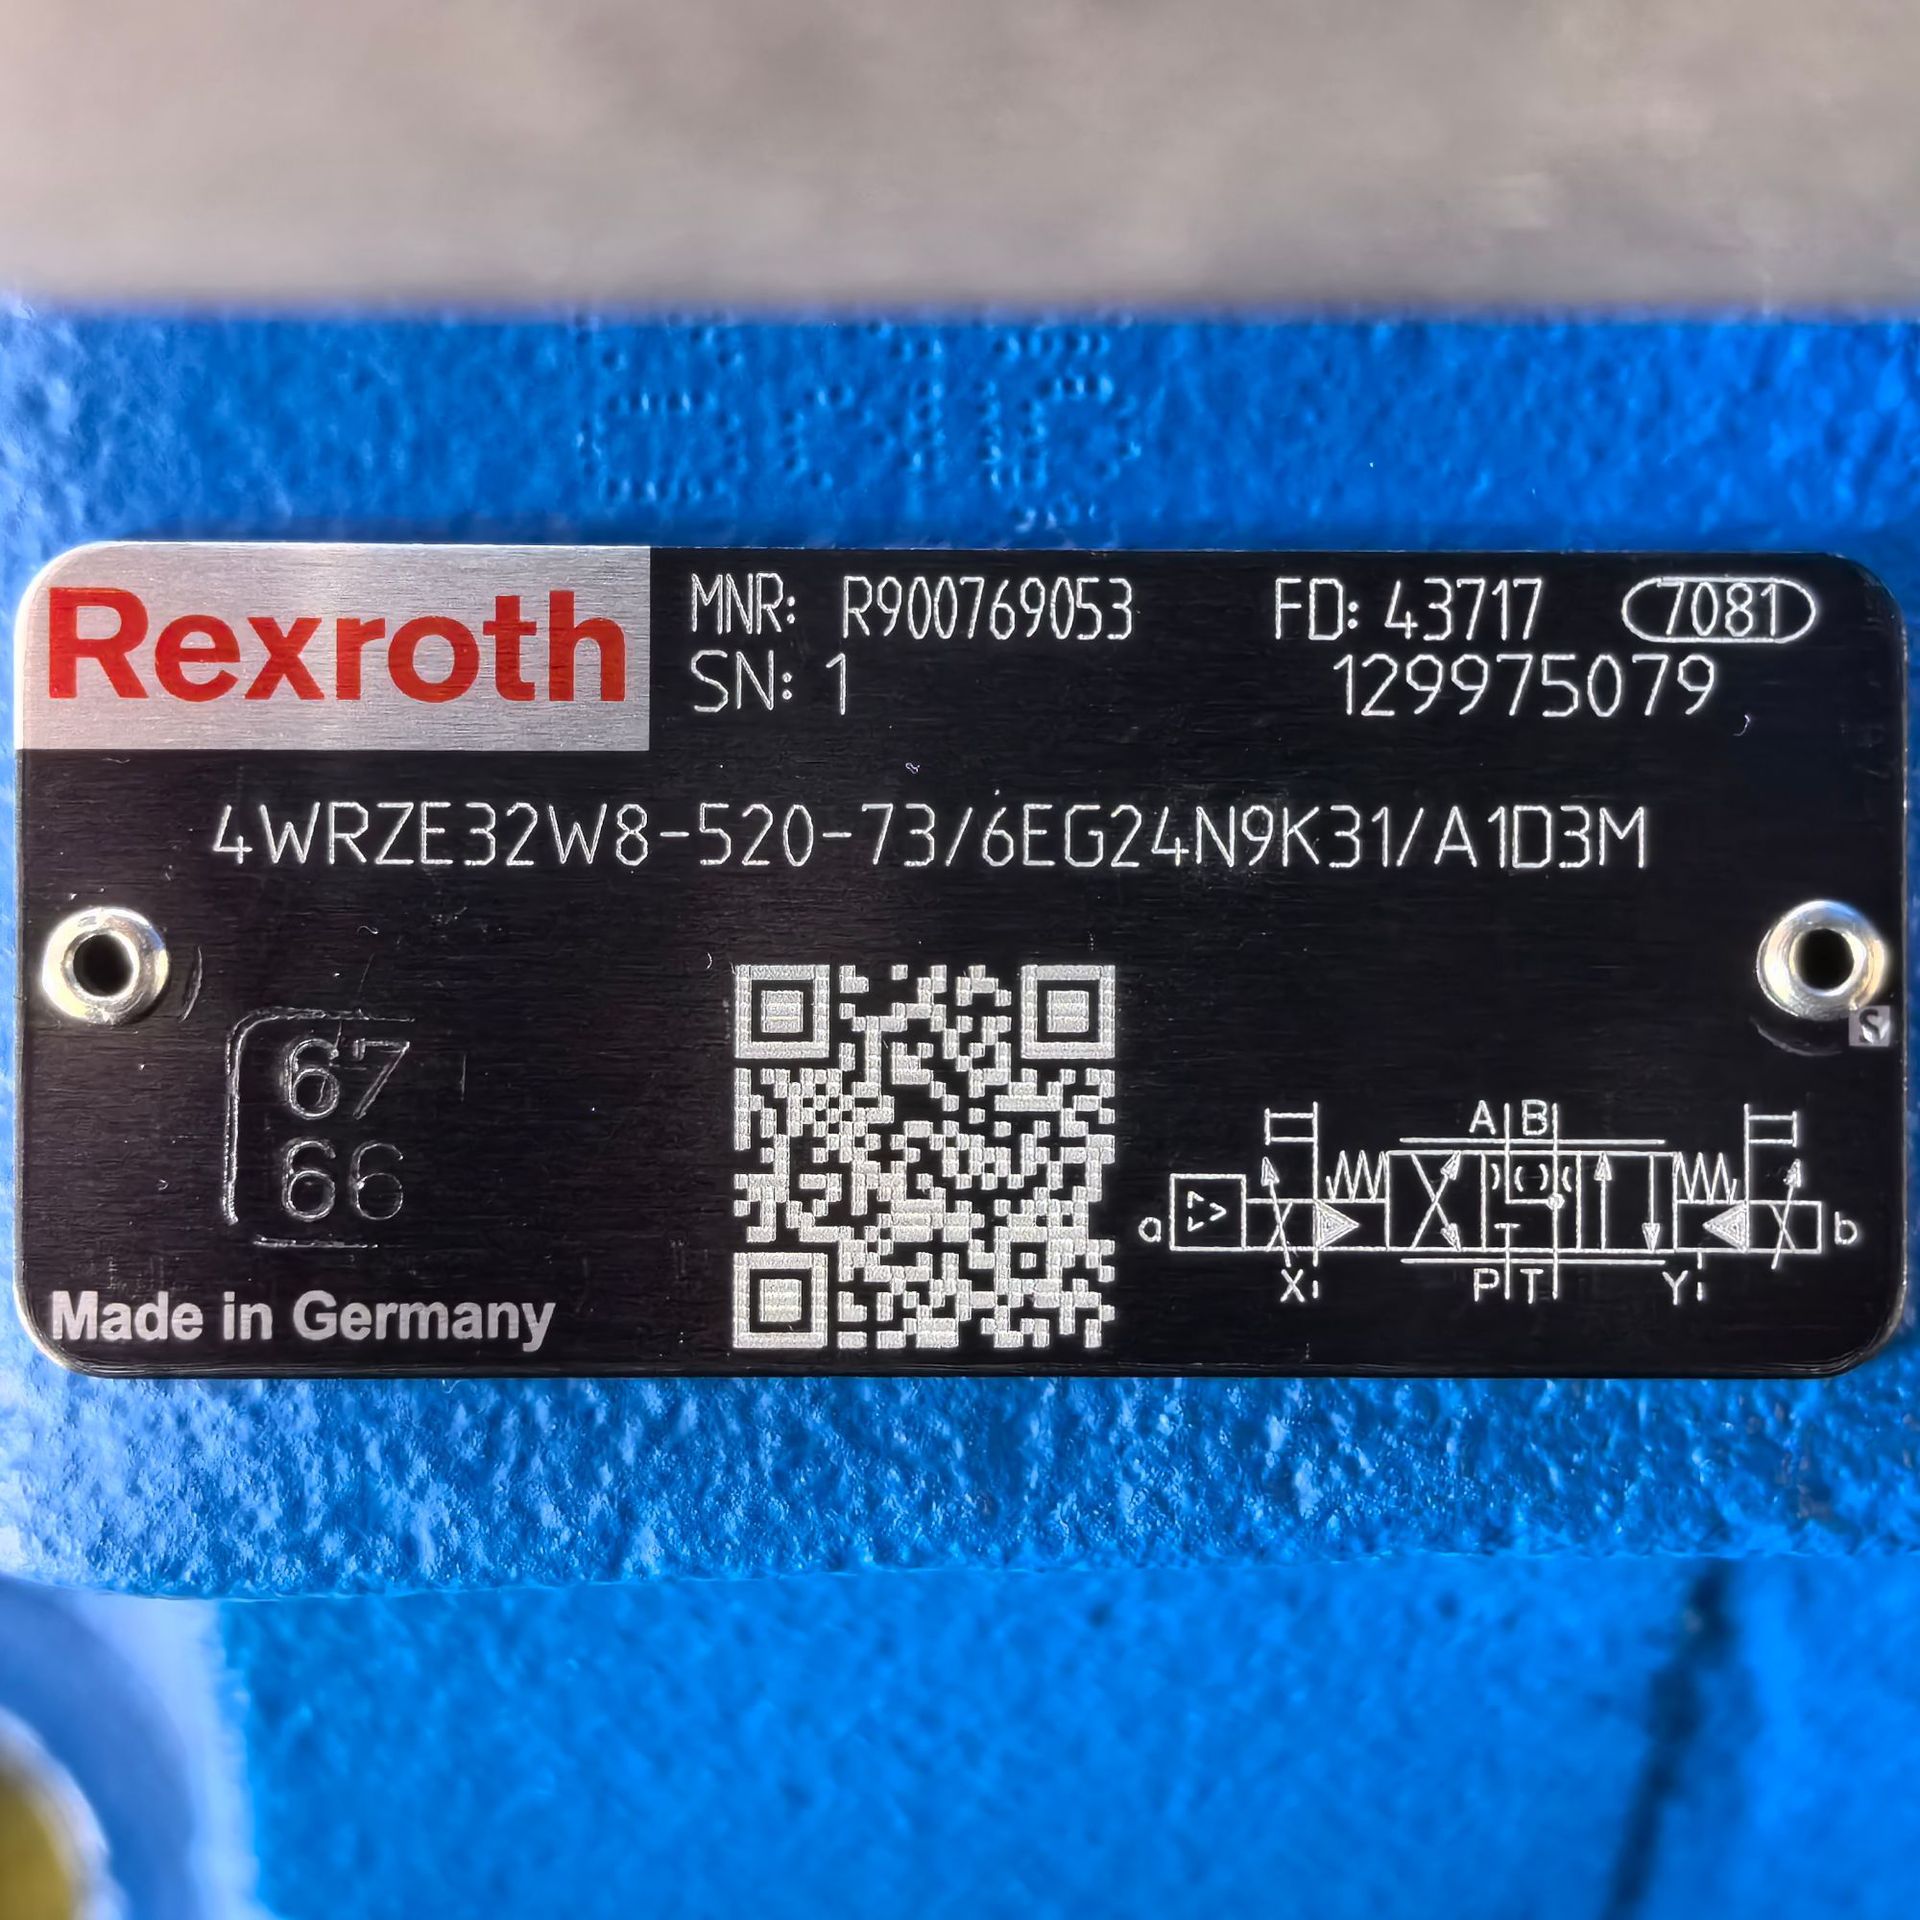 Rexroth
MNR: R900769053 FD: 43717 7081
SN: 1 129975079
4WRZE32W8-520-73/6EG24N9K31/A1D3M
67
66
Made in Germany
A B
a b
X P T Y